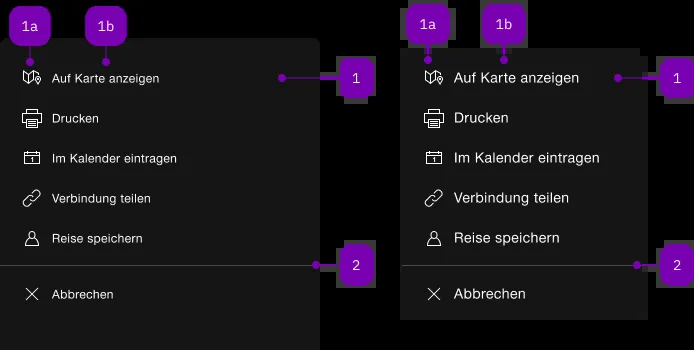 1a 1b
Auf Karte anzeigen 1
Drucken
Im Kalender eintragen
Verbindung teilen
Reise speichern
2
Abbrechen
1a 1b
Auf Karte anzeigen 1
Drucken
Im Kalender eintragen
Verbindung teilen
Reise speichern
2
Abbrechen